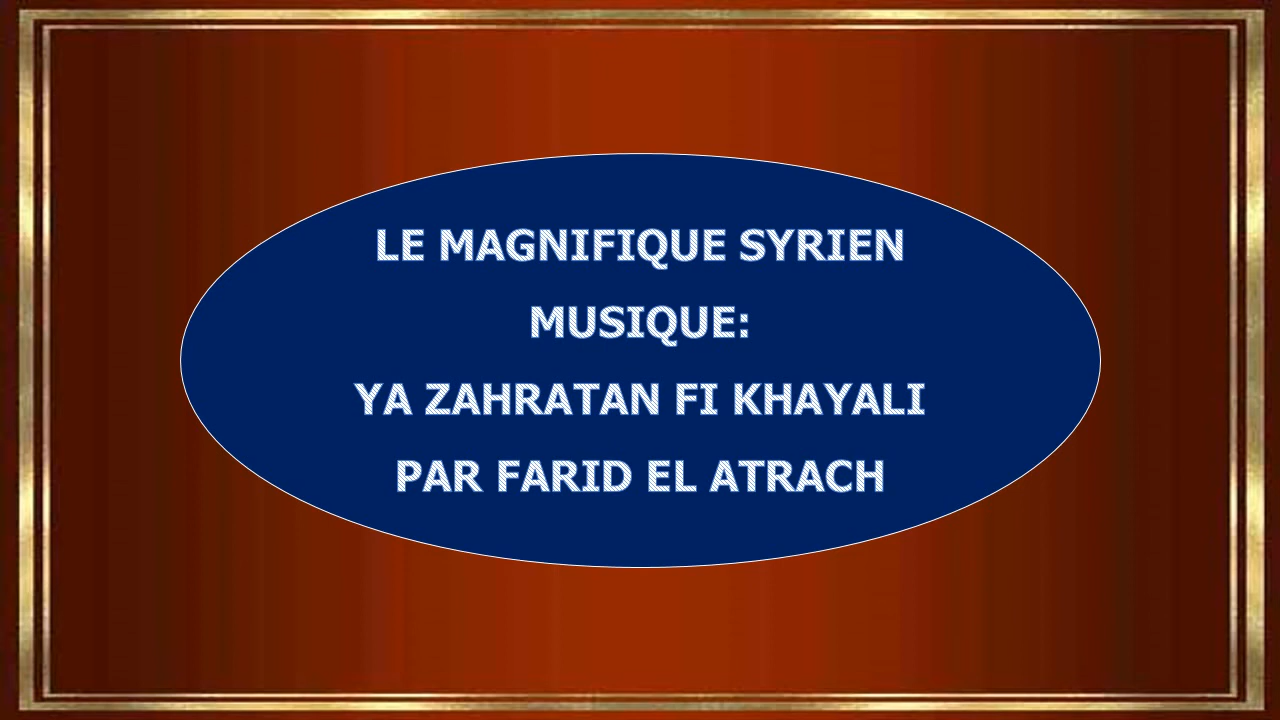 LE MAGNIFIQUE SYRIEN
MUSIQUE:
YA ZAHRATAN FI KHAYALI
PAR FARID EL ATRACH